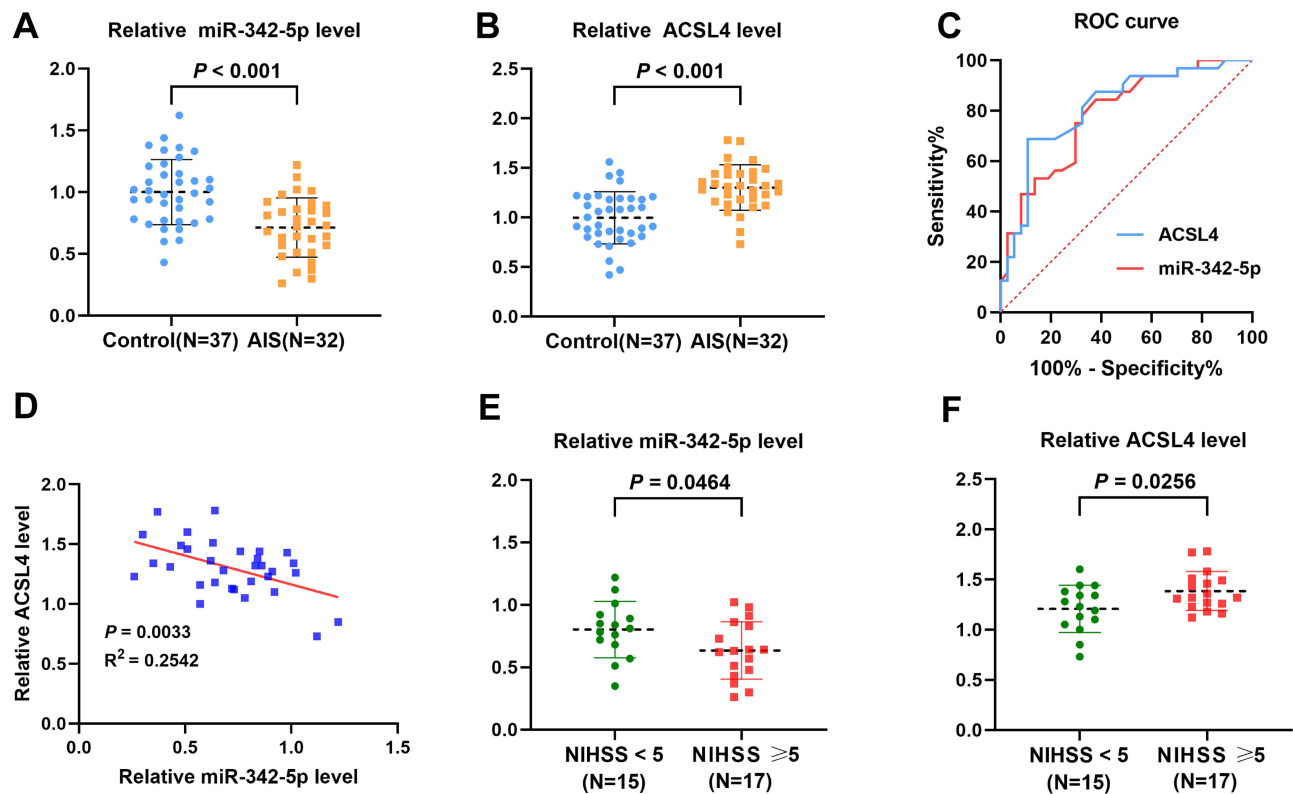 A
Relative miR-342-5p level
P < 0.001
2.0
1.5
1.0
0.5
0.0
Control(N=37) AIS(N=32)
B
Relative ACSL4 level
P < 0.001
2.5
2.0
1.5
1.0
0.5
0.0
Control(N=37) AIS(N=32)
C
ROC curve
Sensitivity%
100
80
60
40
20
0
ACSL4
miR-342-5p
0 20 40 60 80 100
100% - Specificity%
D
Relative ACSL4 level
2.0
1.5
1.0
0.5
0.0
P = 0.0033
R² = 0.2542
0.0 0.5 1.0 1.5
Relative miR-342-5p level
E
Relative miR-342-5p level
P = 0.0464
2.0
1.5
1.0
0.5
0.0
NIHSS < 5 NIHSS ≥5
(N=15) (N=17)
F
Relative ACSL4 level
P = 0.0256
2.5
2.0
1.5
1.0
0.5
0.0
NIHSS < 5 NIHSS ≥5
(N=15) (N=17)